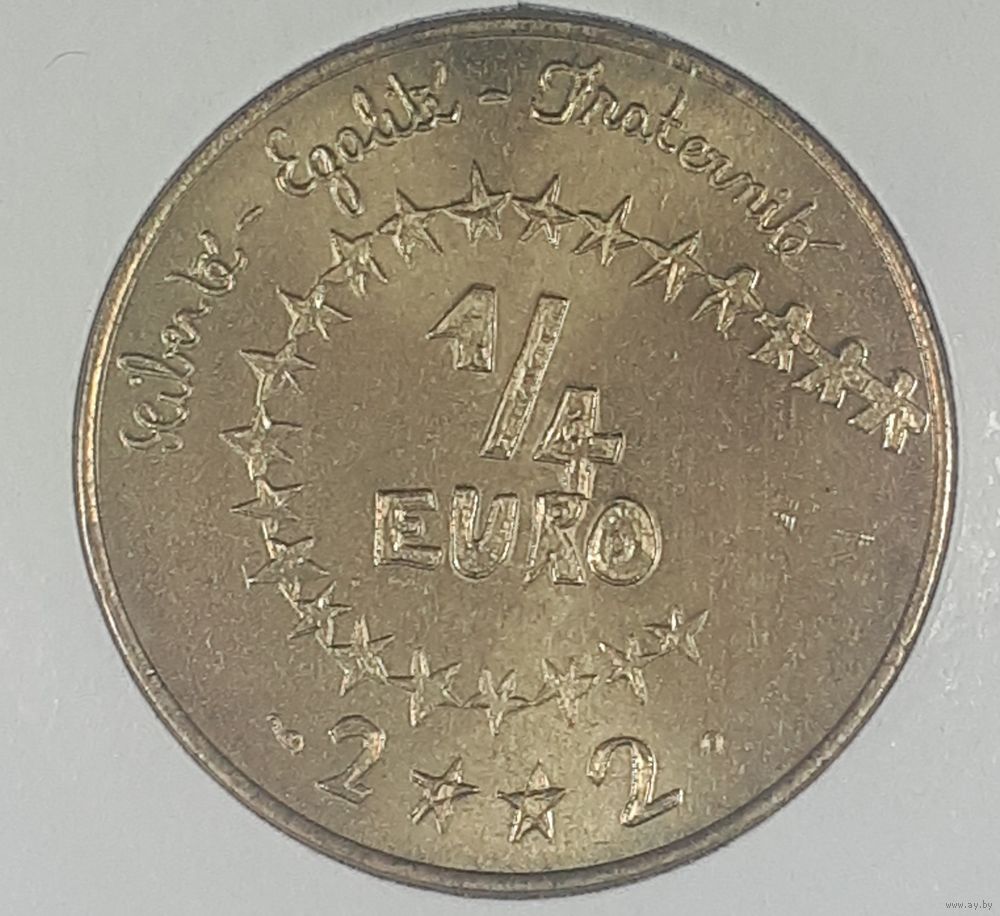 Liberté - Egalité - Fraternité
1/4
EURO
2 ★★ 2
www.ay.by